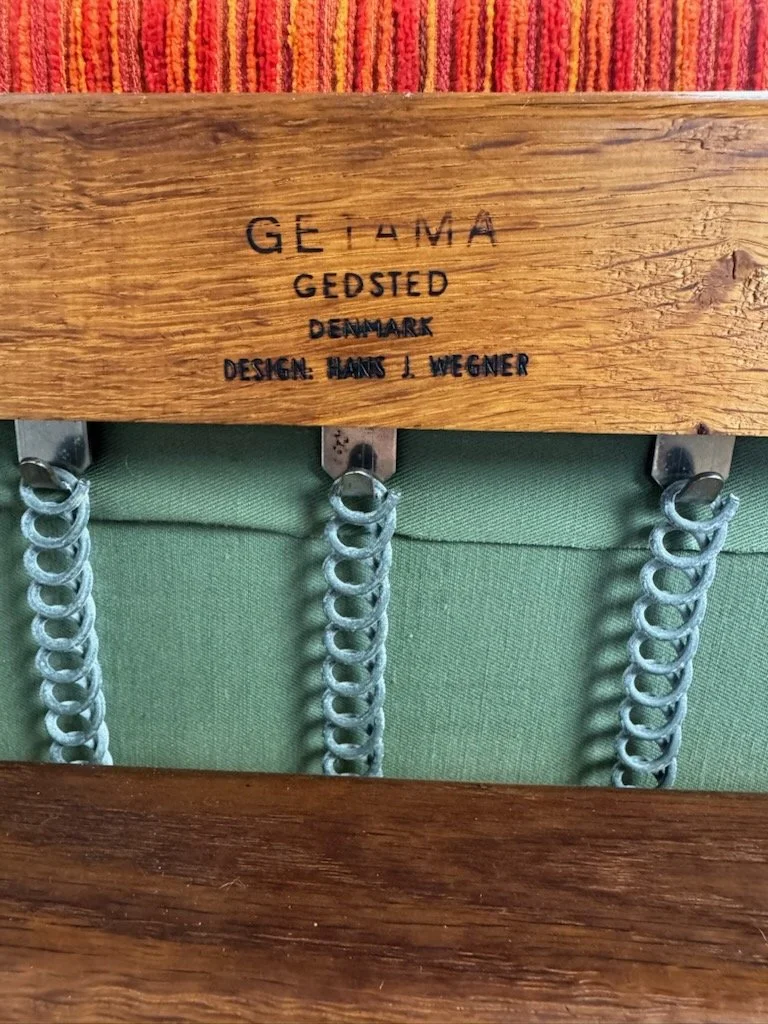 GETAMA
GEDSTED
DENMARK
DESIGN: HANS J. WEGNER